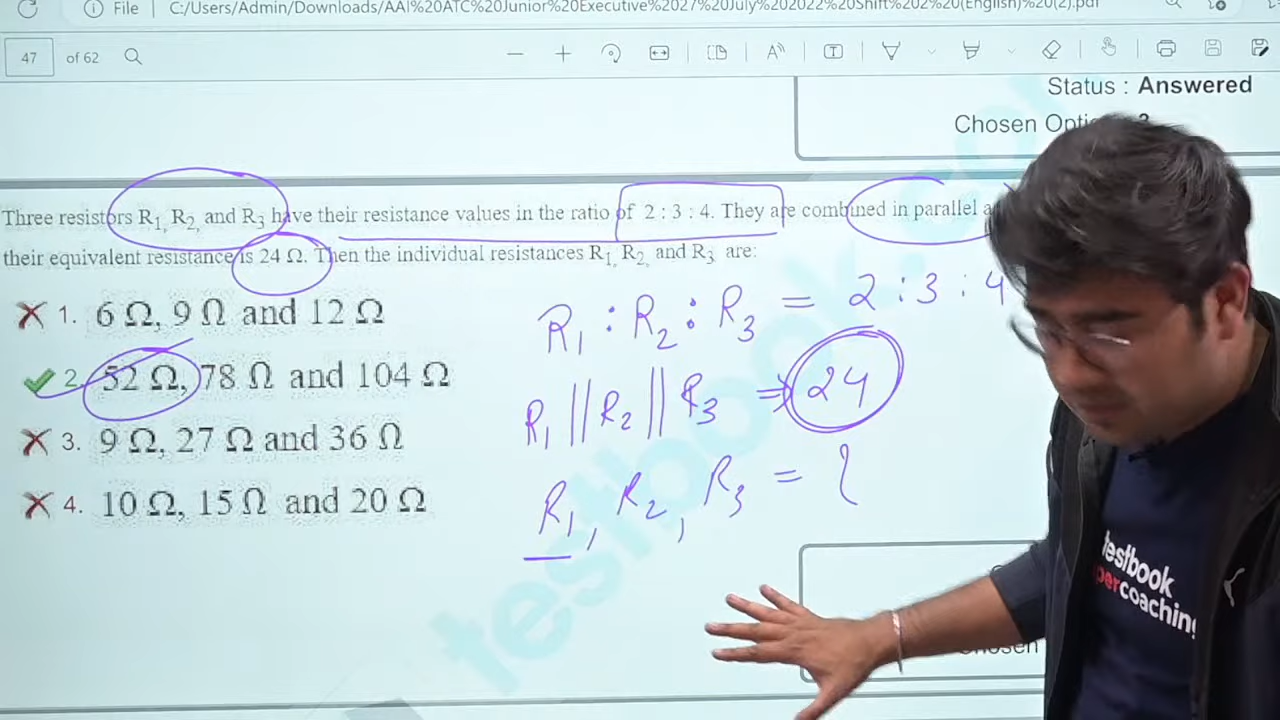 File | C:/Users/Admin/Downloads/AAI%20ATC%20Junior%20Executive%2027%20July%202022%20Shift%202%20(English)%20(2).pdf
47 of 62
Status : Answered
Chosen
Three resistors R1, R2, and R3 have their resistance values in the ratio of 2 : 3 : 4. They are combined in parallel
their equivalent resistance is 24 Ω. Then the individual resistances R1, R2, and R3 are:
1. 6 Ω, 9 Ω and 12 Ω
2. 52 Ω, 78 Ω and 104 Ω
3. 9 Ω, 27 Ω and 36 Ω
4. 10 Ω, 15 Ω and 20 Ω
R1 : R2 : R3 = 2 : 3 : 4
R1 || R2 || R3 ⇒ 24
R1, R2, R3 = ?
testbook
testbook
coaching
Chosen